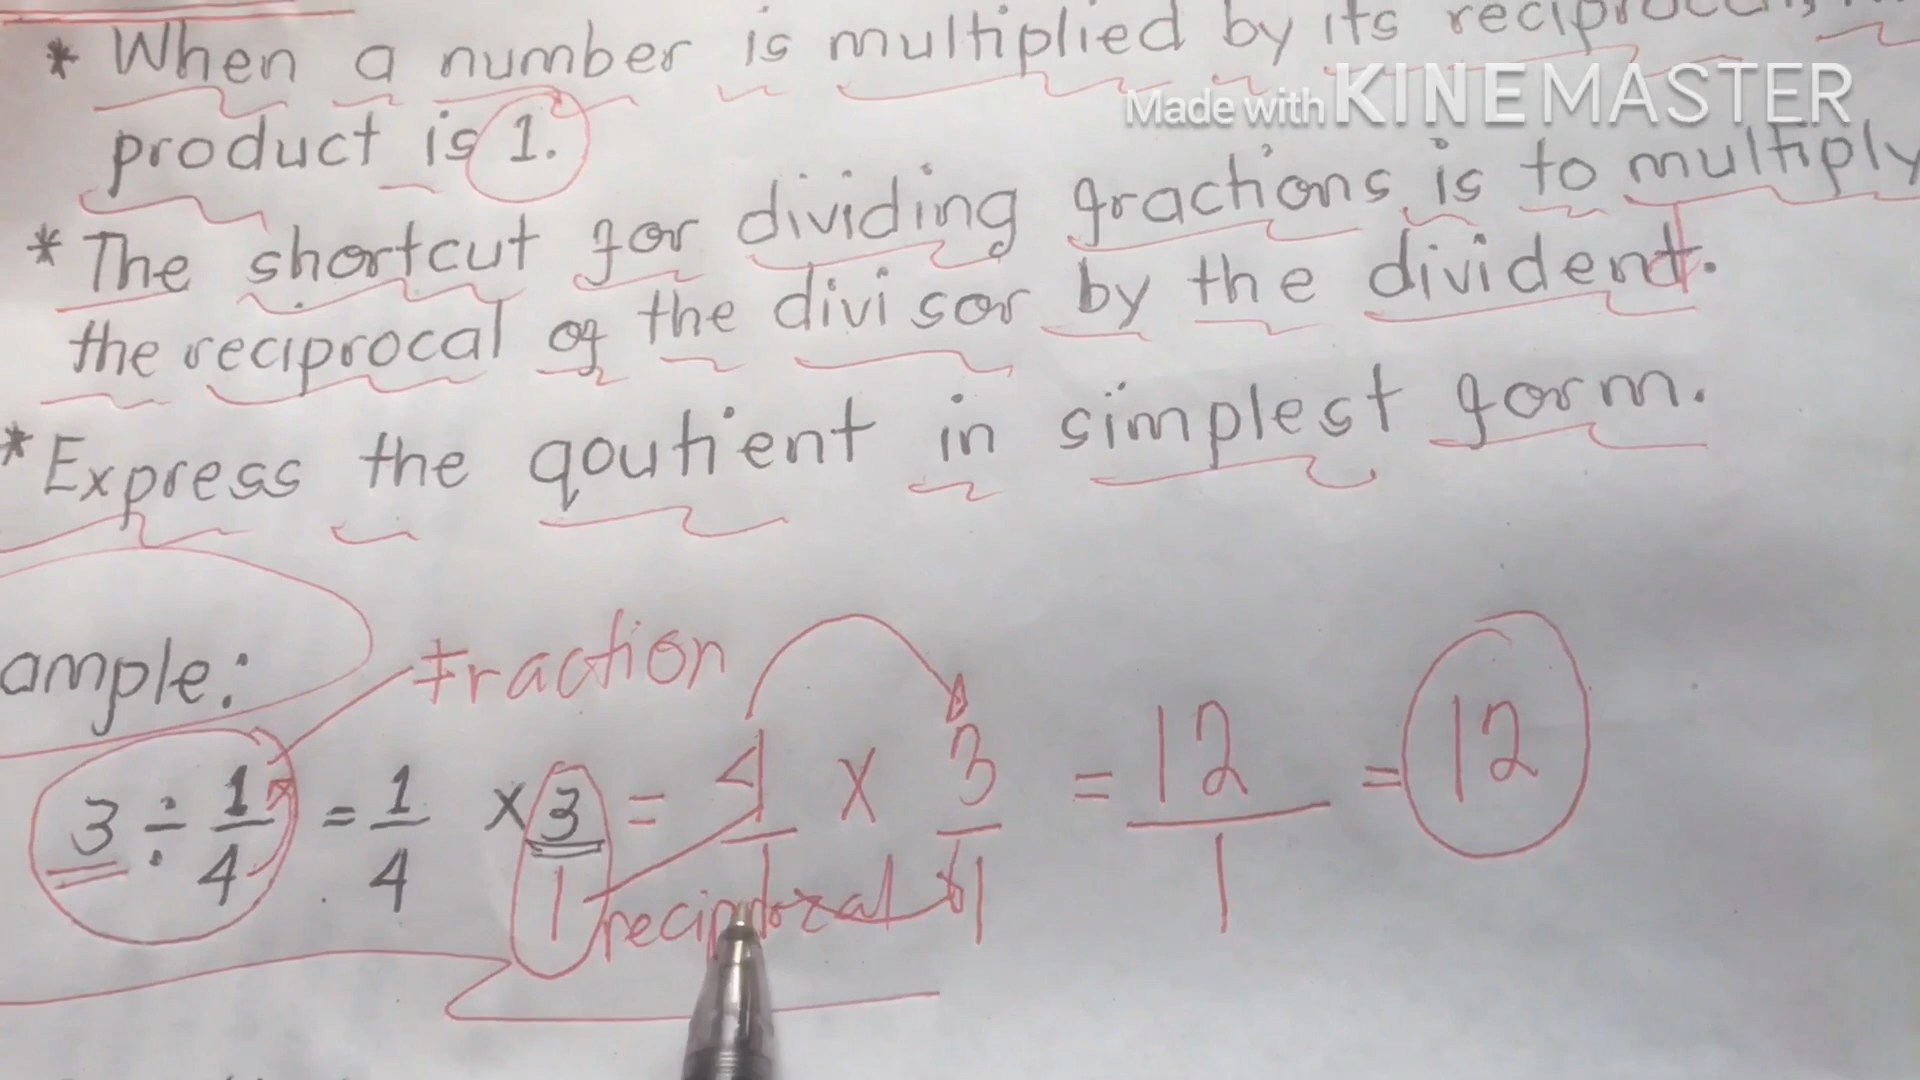 * When a number is multiplied by its reciprocal,
Made with KINEMASTER
product is 1.
* The shortcut for dividing fractions is to multiply
the reciprocal of the divisor by the divident.
* Express the qoutient in simplest form.
ample: Fraction
3 ÷ 1/4 = 1/4 × 3/1 = 4/1 × 3/1 = 12/1 = 12
reciprocal